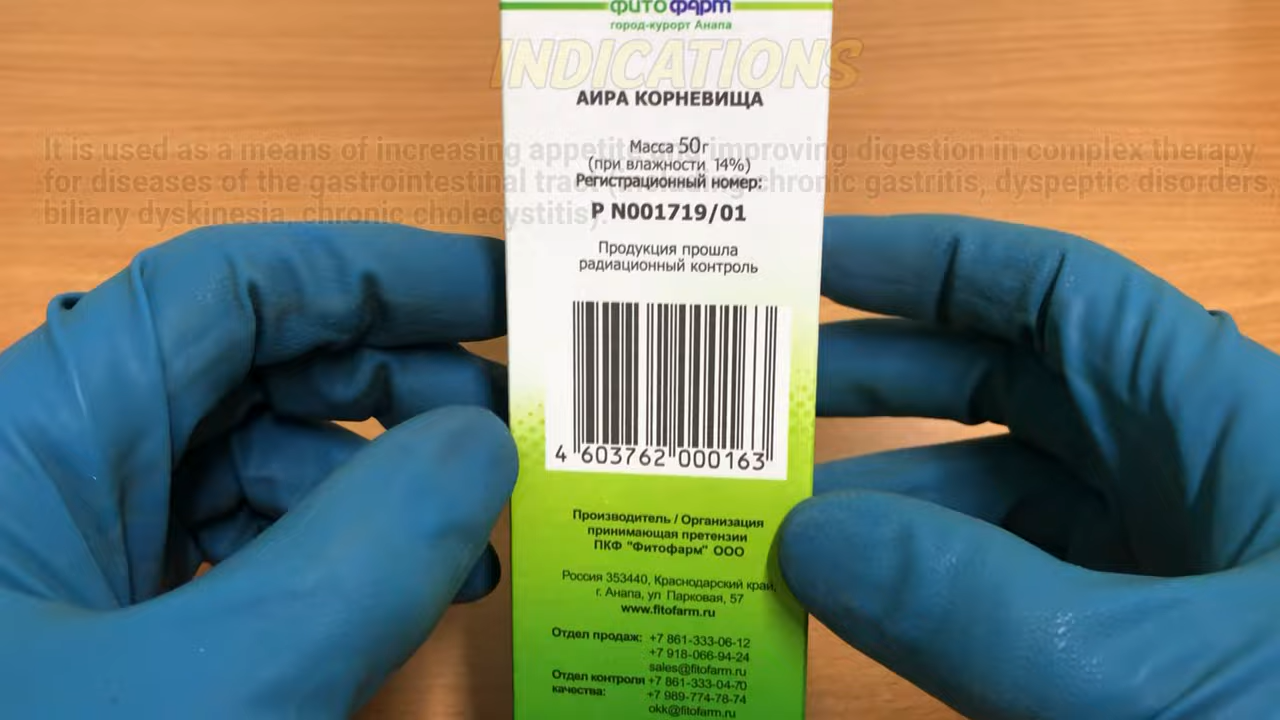 фито фарм
город-курорт Анапа
INDICATIONS
АИРА КОРНЕВИЩА
It is used as a means of increasing appetite improving digestion in complex therapy
for diseases of the gastrointestinal chronic gastritis, dyspeptic disorders,
biliary dyskinesia, chronic cholecystitis).
Масса 50г
(при влажности 14%)
Регистрационный номер:
Р N001719/01
Продукция прошла
радиационный контроль
4 603762 000163
Производитель / Организация
принимающая претензии
ПКФ "Фитофарм" ООО
Россия 353440, Краснодарский край,
г. Анапа, ул Парковая, 57
www.fitofarm.ru
Отдел продаж: +7 861-333-06-12
+7 918-066-94-24
sales@fitofarm.ru
Отдел контроля +7 861-333-04-70
качества: +7 989-774-78-74
okk@fitofarm.ru